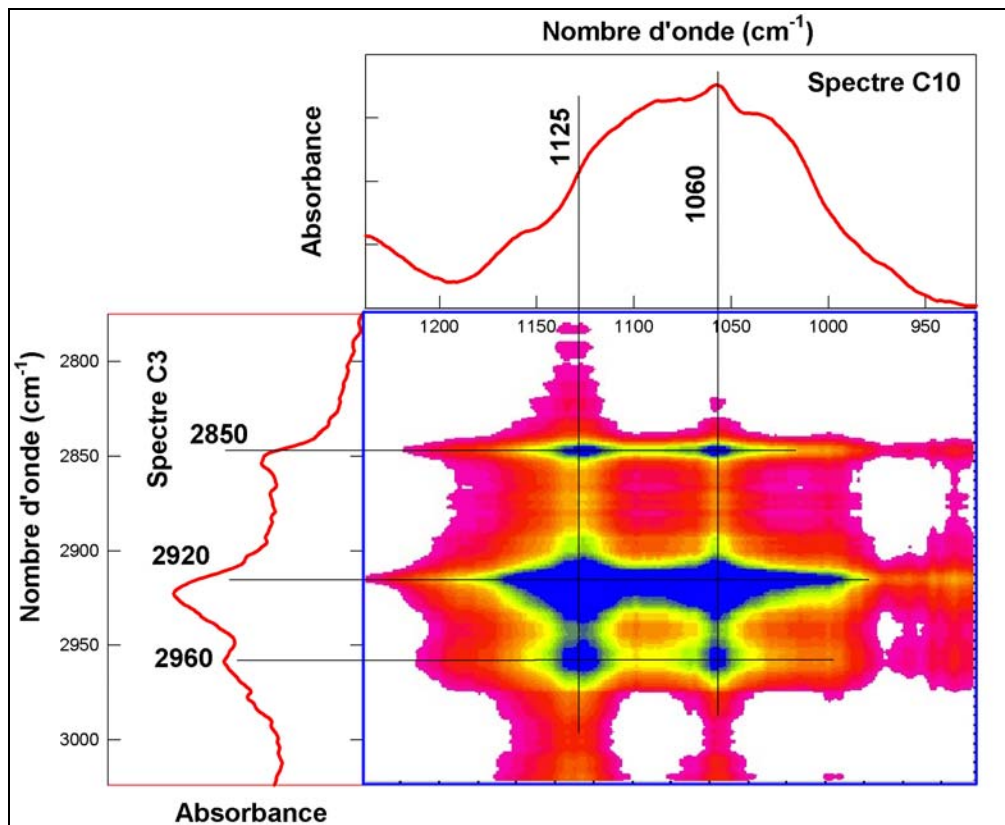 Nombre d'onde (cm-1)
Spectre C10
Absorbance
1125
1060
1200 1150 1100 1050 1000 950
Nombre d'onde (cm-1)
Spectre C3
2800
2850
2850
2900
2920
2950
2960
3000
Absorbance